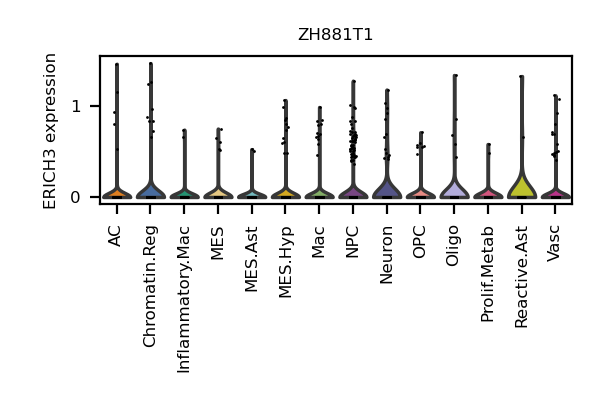 ZH881T1
ERICH3 expression
1
0
AC
Chromatin.Reg
Inflammatory.Mac
MES
MES.Ast
MES.Hyp
Mac
NPC
Neuron
OPC
Oligo
Prolif.Metab
Reactive.Ast
Vasc